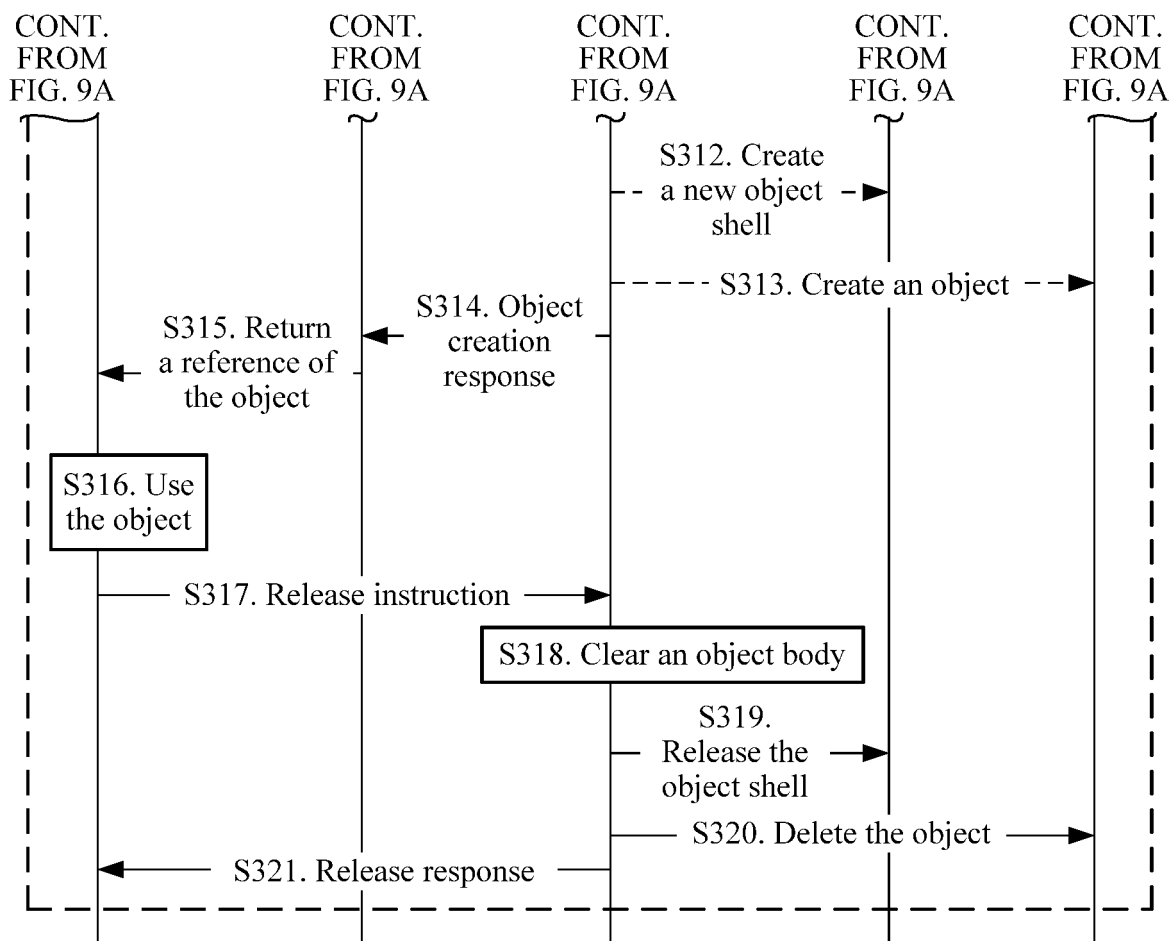 CONT.
FROM
FIG. 9A
CONT.
FROM
FIG. 9A
CONT.
FROM
FIG. 9A
CONT.
FROM
FIG. 9A
CONT.
FROM
FIG. 9A
S312. Create
a new object
shell
S313. Create an object
S314. Object
creation
response
S315. Return
a reference of
the object
S316. Use
the object
S317. Release instruction
S318. Clear an object body
S319.
Release the
object shell
S320. Delete the object
S321. Release response